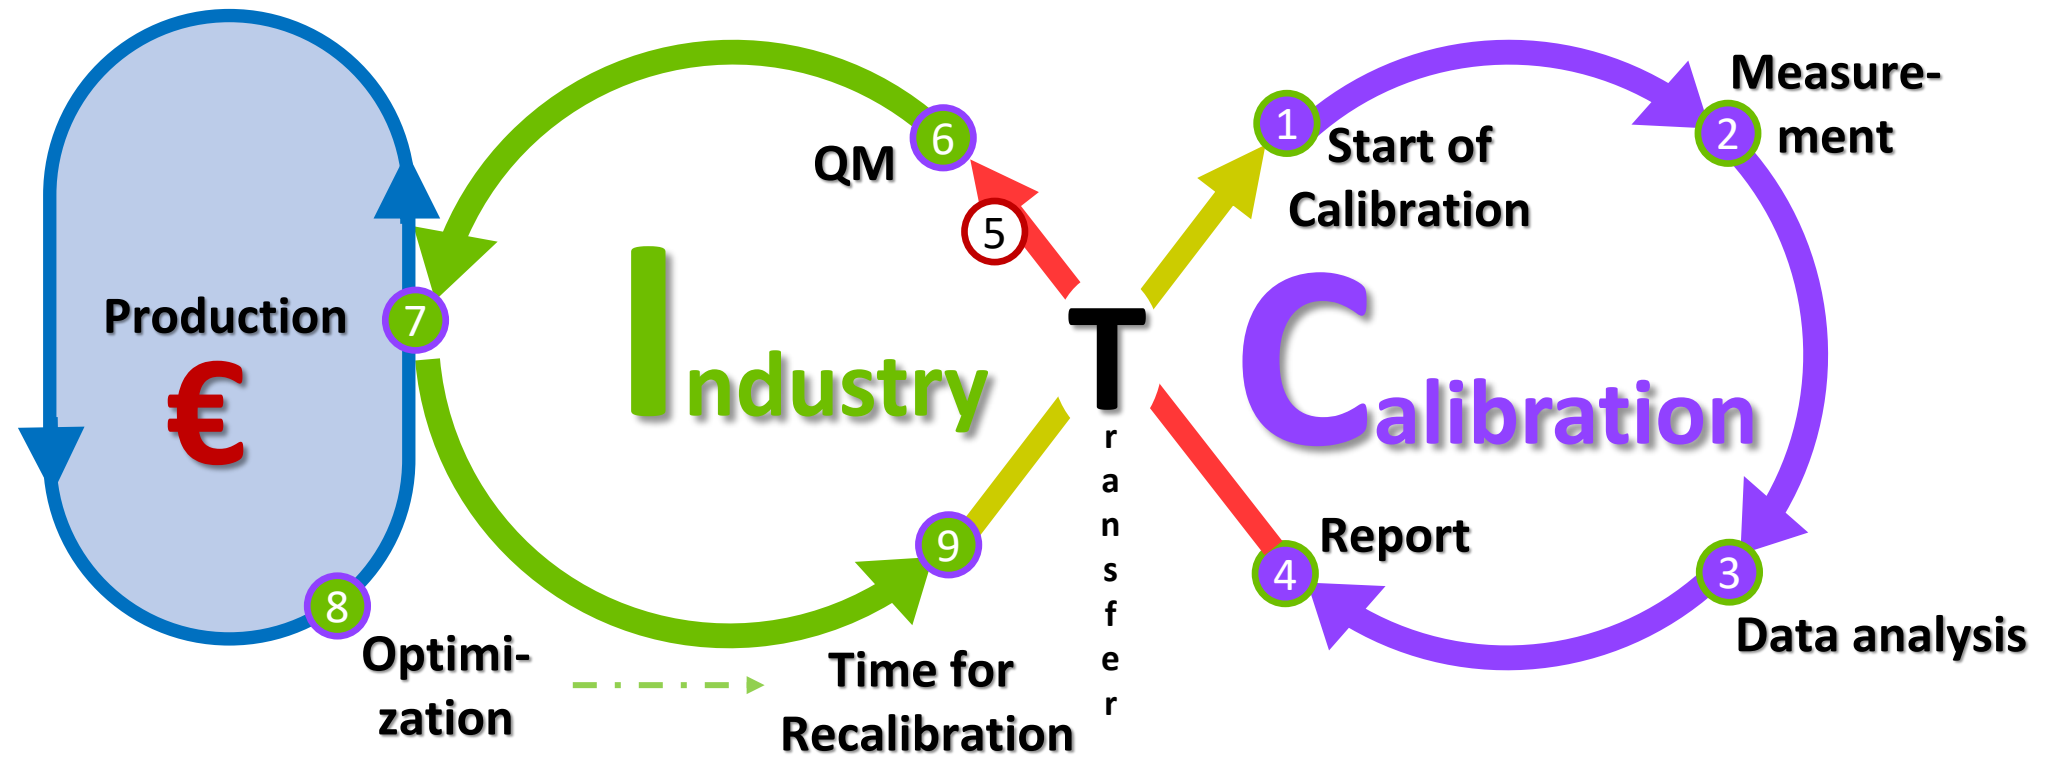 Production
€
7
8
Optimi-
zation
QM
6
5
Industry
9
Time for
Recalibration
Transfer
1
Start of
Calibration
2
Measure-
ment
Calibration
3
Data analysis
4
Report